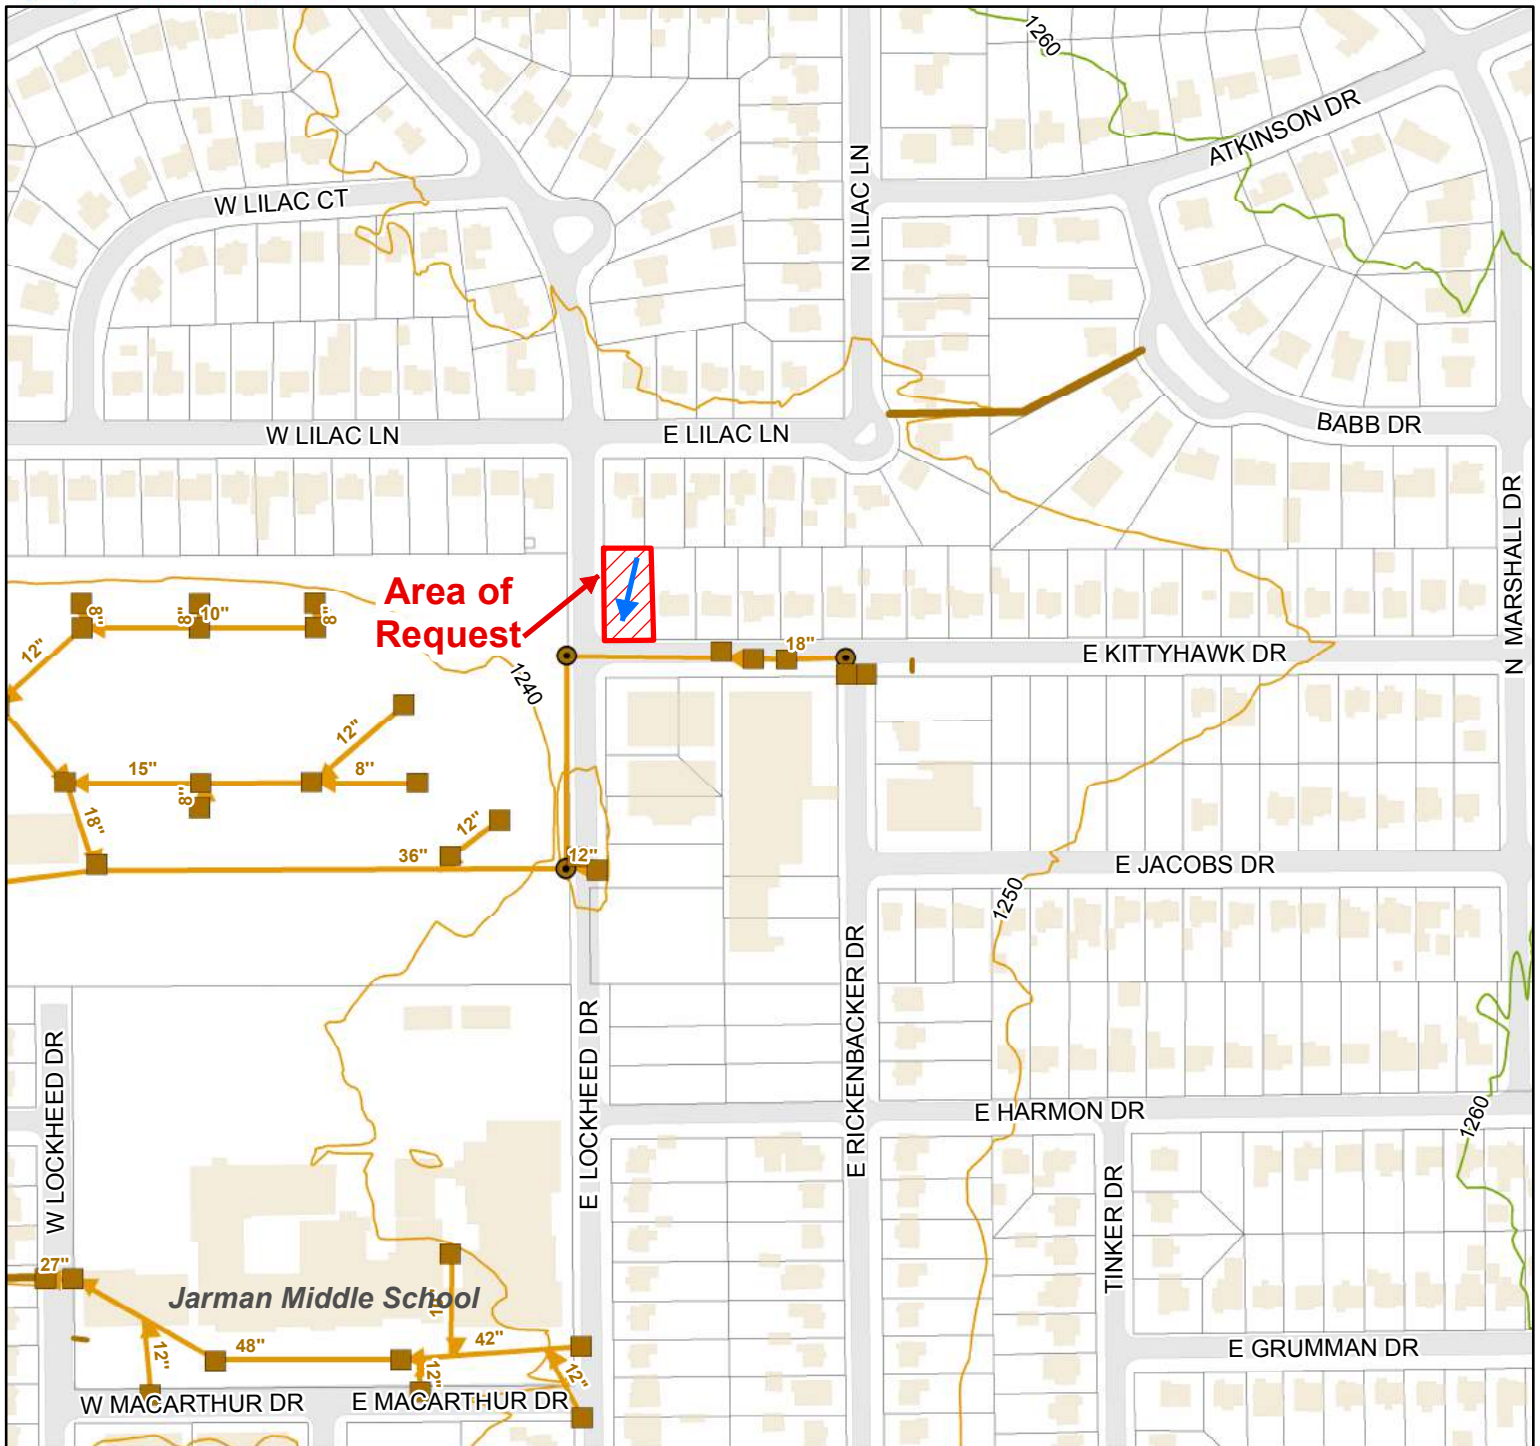 1260
ATKINSON DR
N LILAC LN
W LILAC CT
W LILAC LN
E LILAC LN
BABB DR
N MARSHALL DR
Area of
Request
8"
8"
10"
8"
12"
18"
E KITTYHAWK DR
1240
12"
15"
8"
8"
18"
12"
36"
12"
E JACOBS DR
1250
E RICKENBACKER DR
E LOCKHEED DR
W LOCKHEED DR
E HARMON DR
1260
TINKER DR
27"
Jarman Middle School
48"
42"
12"
12"
12"
E GRUMMAN DR
W MACARTHUR DR
E MACARTHUR DR